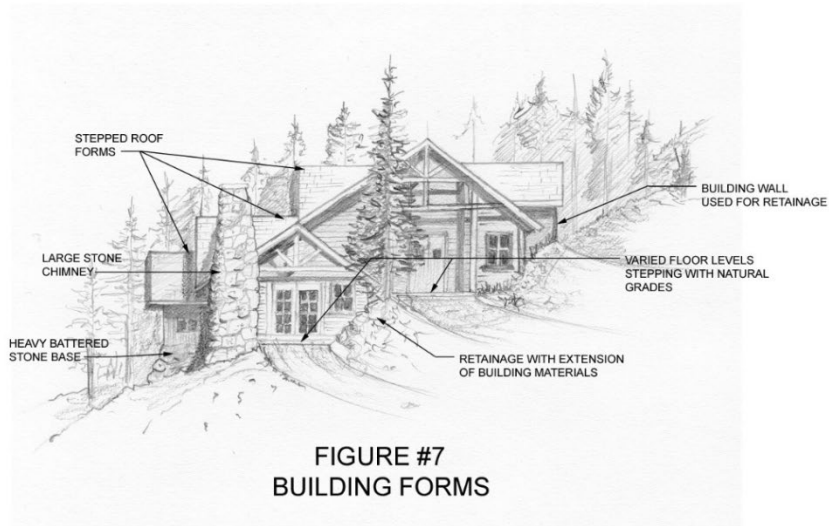 STEPPED ROOF
FORMS
LARGE STONE
CHIMNEY
HEAVY BATTERED
STONE BASE
BUILDING WALL
USED FOR RETAINAGE
VARIED FLOOR LEVELS
STEPPING WITH NATURAL
GRADES
RETAINAGE WITH EXTENSION
OF BUILDING MATERIALS
FIGURE #7
BUILDING FORMS